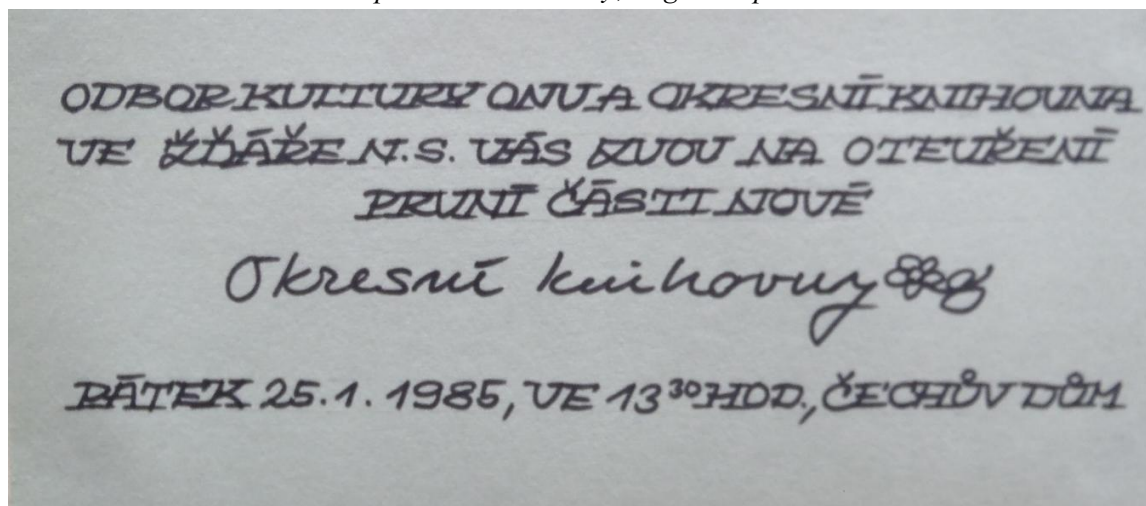 ODBOR KULTURY ONV A OKRESNÍ KNIHOVNA
VE ŽĎÁŘE N.S. VÁS ZVOU NA OTEVŘENÍ
PRVNÍ ČÁSTI NOVÉ
Okresní knihovny
PÁTEK 25.1.1985, VE 13³⁰ HOD., ČECHŮV DŮM